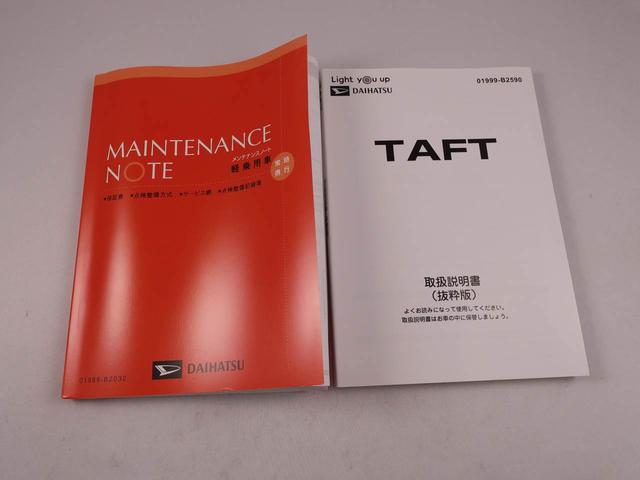 MAINTENANCE
NOTE
メンテナンスノート
軽乗用車
●保証書 ●点検整備方式 ●サービス網 ●点検整備記録簿
DAIHATSU
01999-B2032
Light you up
DAIHATSU
01999-B2590
TAFT
取扱説明書
（抜粋版）
よくお読みになって使用してください。
取扱説明書はお車の中に保管しましょう。